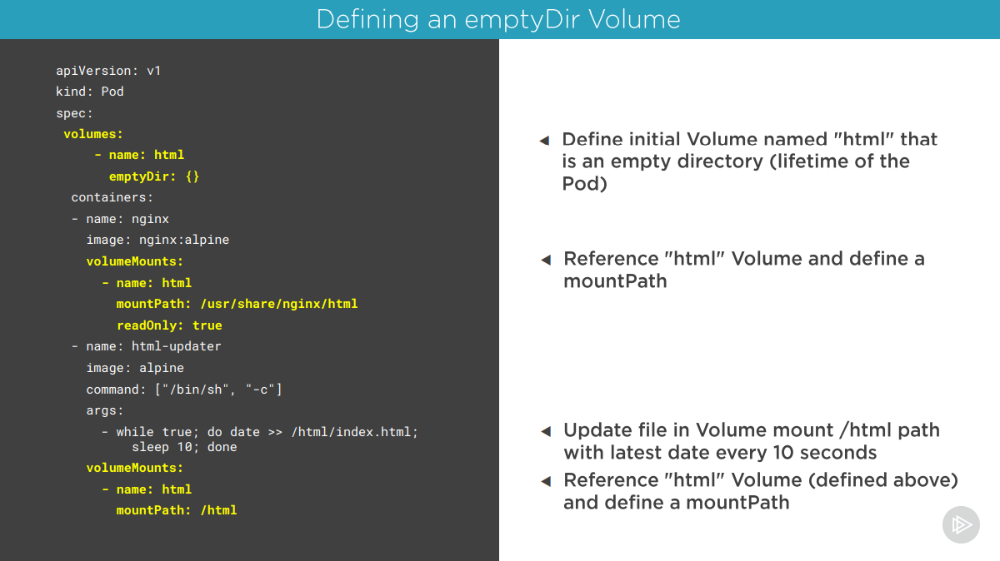 Defining an emptyDir Volume
apiVersion: v1
kind: Pod
spec:
volumes:
- name: html
emptyDir: {}
containers:
- name: nginx
image: nginx:alpine
volumeMounts:
- name: html
mountPath: /usr/share/nginx/html
readOnly: true
- name: html-updater
image: alpine
command: ["/bin/sh", "-c"]
args:
- while true; do date >> /html/index.html;
sleep 10; done
volumeMounts:
- name: html
mountPath: /html
Define initial Volume named "html" that
is an empty directory (lifetime of the
Pod)
Reference "html" Volume and define a
mountPath
Update file in Volume mount /html path
with latest date every 10 seconds
Reference "html" Volume (defined above)
and define a mountPath